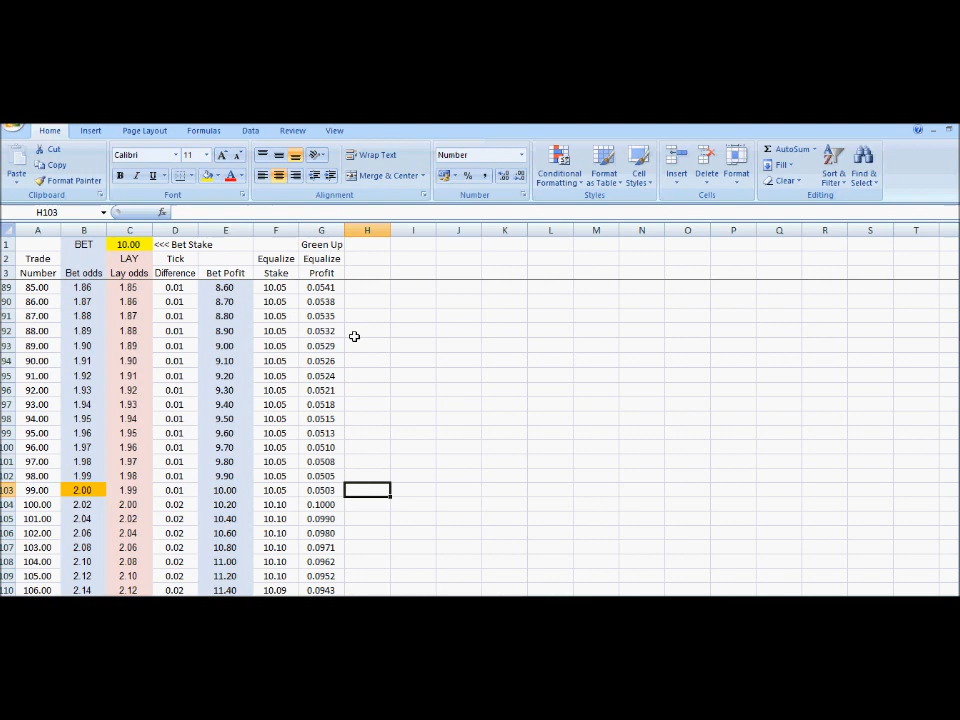 Home Insert Page Layout Formulas Data Review View
Paste Cut Copy Format Painter Clipboard
Calibri 11 A A B I U A Font
Wrap Text Merge & Center Alignment
Number % , Number
Conditional Formatting Format as Table Cell Styles Styles
Insert Delete Format Cells
Σ AutoSum Fill Clear Sort & Filter Find & Select Editing
H103 fx
A B C D E F G H I J K L M N O P Q R S T
1 BET 10.00 <<< Bet Stake Green Up
2 Trade LAY Tick Equalize Equalize
3 Number Bet odds Lay odds Difference Bet Pofit Stake Profit
89 85.00 1.86 1.85 0.01 8.60 10.05 0.0541
90 86.00 1.87 1.86 0.01 8.70 10.05 0.0538
91 87.00 1.88 1.87 0.01 8.80 10.05 0.0535
92 88.00 1.89 1.88 0.01 8.90 10.05 0.0532
93 89.00 1.90 1.89 0.01 9.00 10.05 0.0529
94 90.00 1.91 1.90 0.01 9.10 10.05 0.0526
95 91.00 1.92 1.91 0.01 9.20 10.05 0.0524
96 92.00 1.93 1.92 0.01 9.30 10.05 0.0521
97 93.00 1.94 1.93 0.01 9.40 10.05 0.0518
98 94.00 1.95 1.94 0.01 9.50 10.05 0.0515
99 95.00 1.96 1.95 0.01 9.60 10.05 0.0513
100 96.00 1.97 1.96 0.01 9.70 10.05 0.0510
101 97.00 1.98 1.97 0.01 9.80 10.05 0.0508
102 98.00 1.99 1.98 0.01 9.90 10.05 0.0505
103 99.00 2.00 1.99 0.01 10.00 10.05 0.0503
104 100.00 2.02 2.00 0.02 10.20 10.10 0.1000
105 101.00 2.04 2.02 0.02 10.40 10.10 0.0990
106 102.00 2.06 2.04 0.02 10.60 10.10 0.0980
107 103.00 2.08 2.06 0.02 10.80 10.10 0.0971
108 104.00 2.10 2.08 0.02 11.00 10.10 0.0962
109 105.00 2.12 2.10 0.02 11.20 10.10 0.0952
110 106.00 2.14 2.12 0.02 11.40 10.09 0.0943